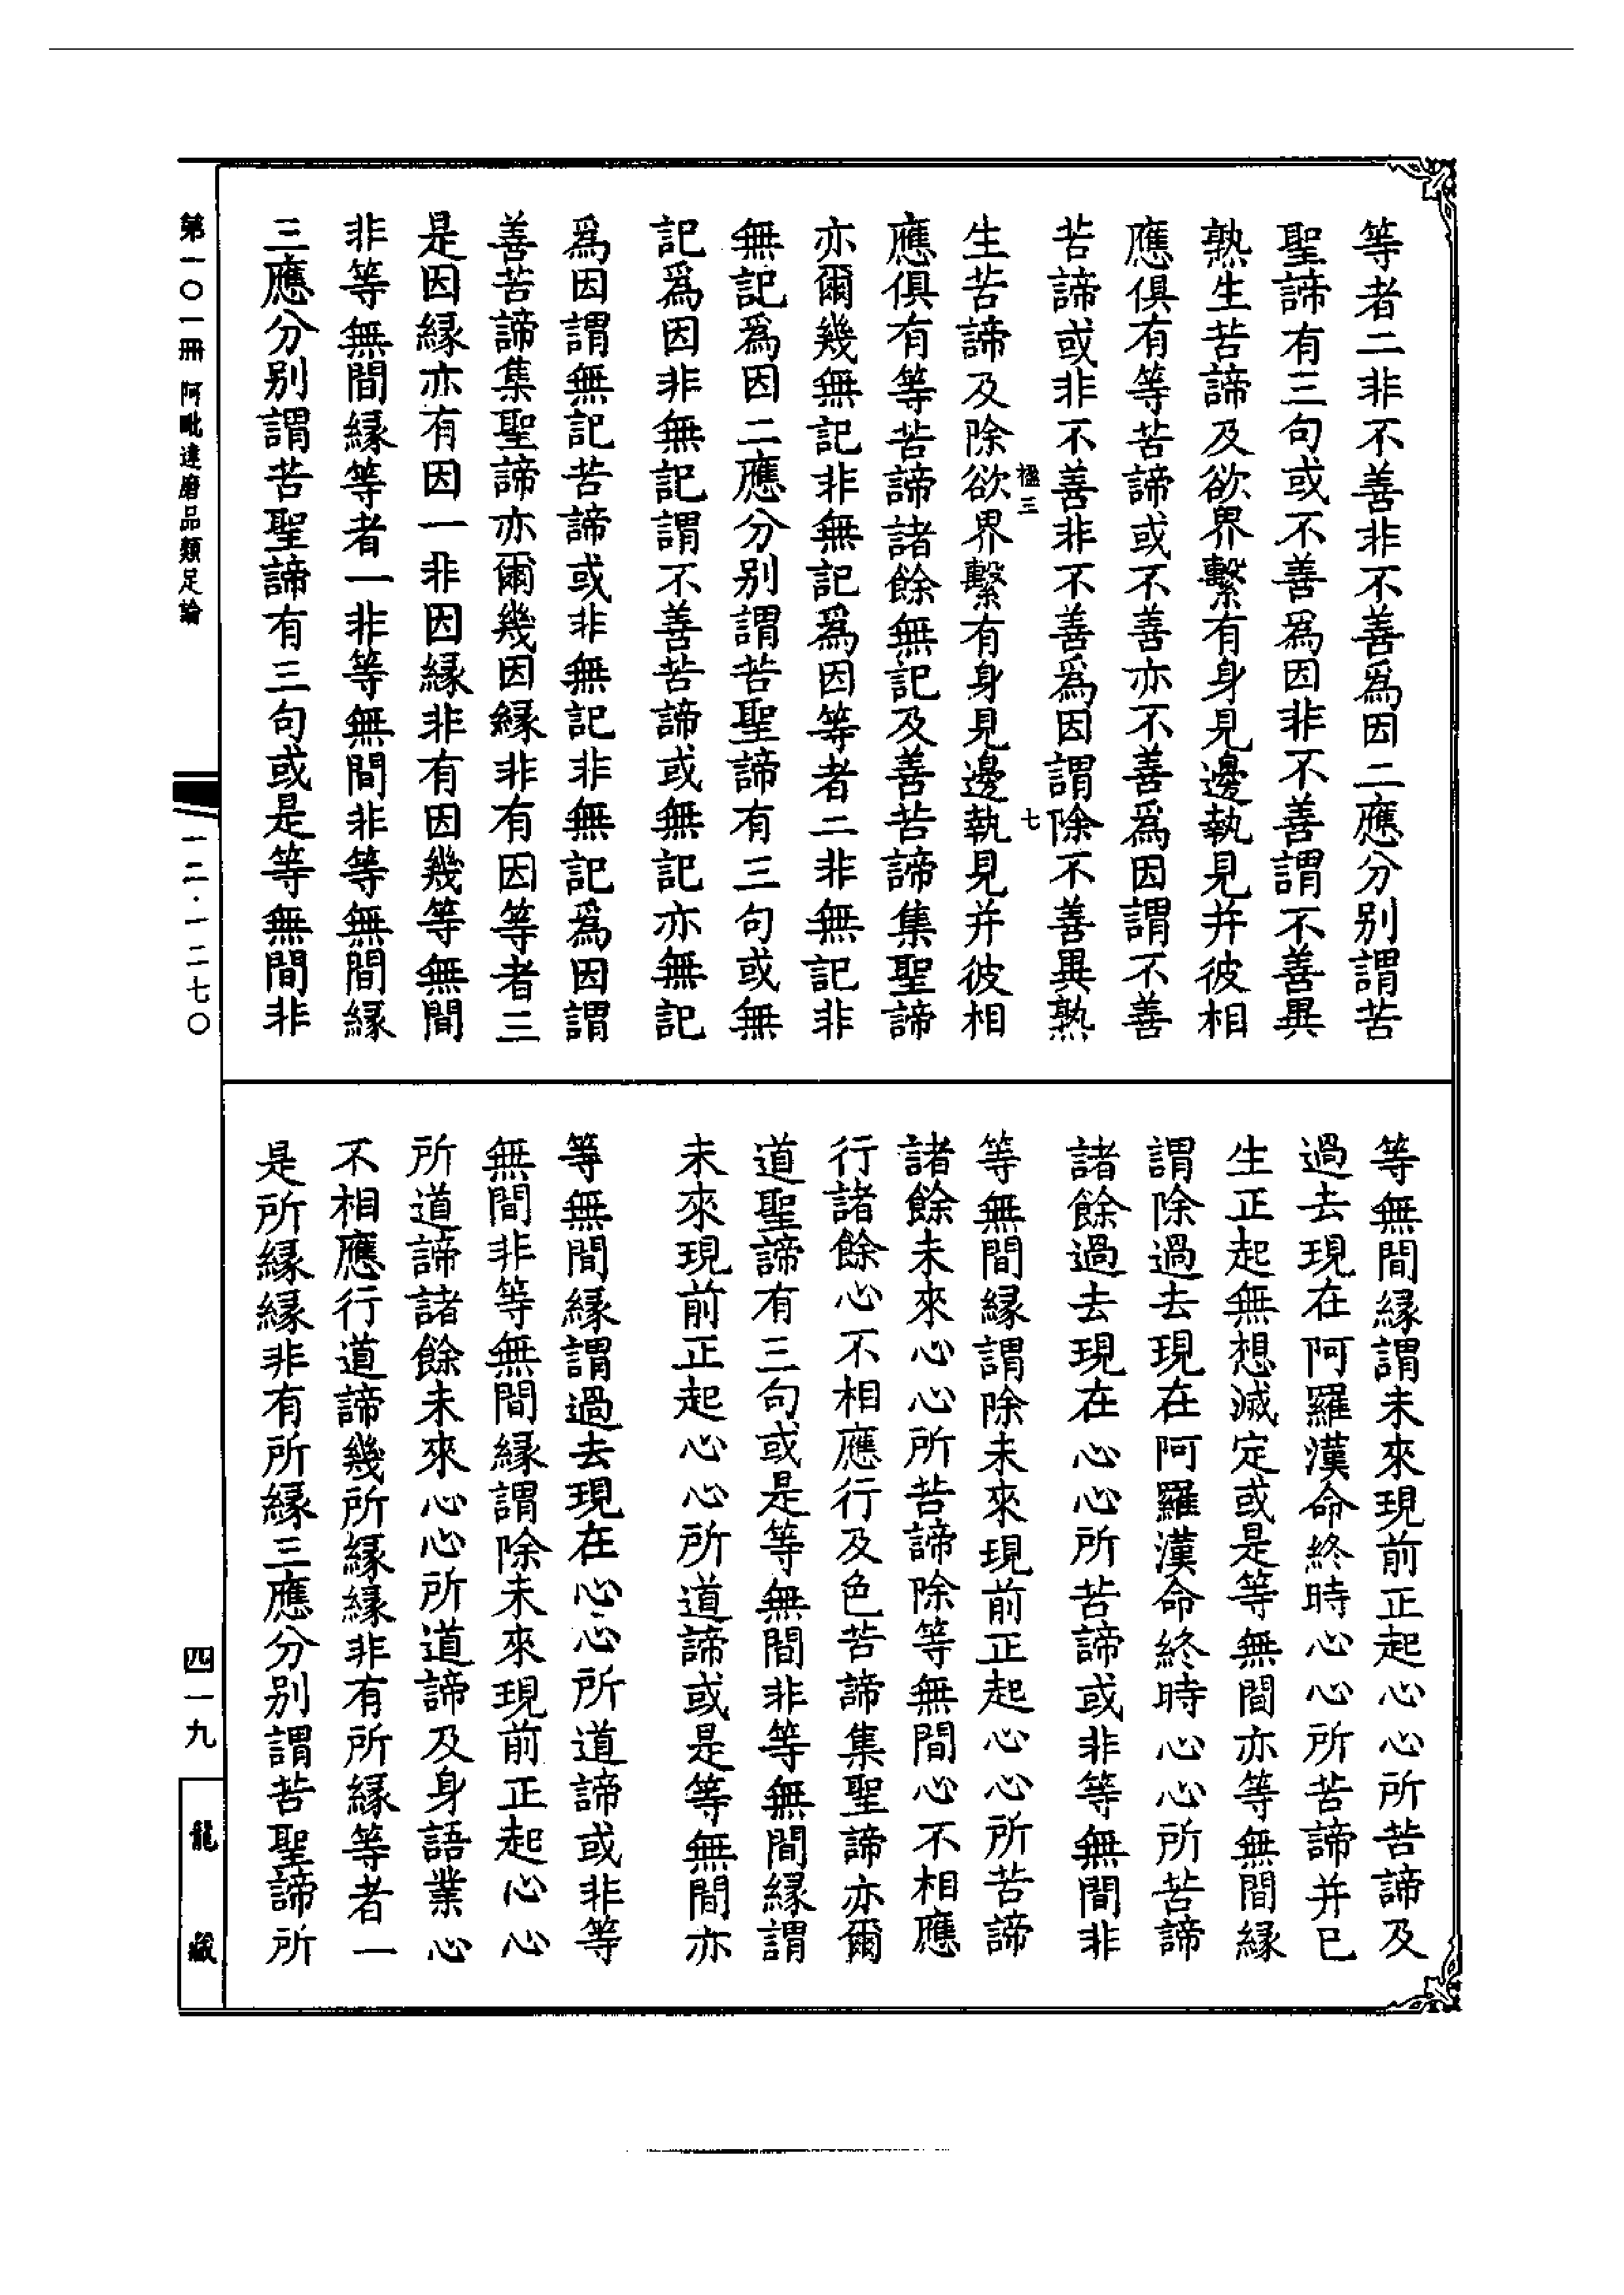 等者二非不善非不善爲因二應分別謂苦
聖諦有三句或不善爲因非不善謂不善異
熟生苦諦及欲界繫有身見邊執見并彼相
應俱有等苦諦或不善亦不善爲因謂不善
苦諦或非不善非不善爲因謂除不善異熟
生苦諦及除欲界繫有身見邊執見并彼相
應俱有等苦諦諸餘無記及善苦諦集聖諦
亦爾幾無記非無記爲因等者二非無記非
無記爲因二應分別謂苦聖諦有三句或無
記爲因非無記謂不善苦諦或無記亦無記
爲因謂無記苦諦或非無記非無記爲因謂
善苦諦集聖諦亦爾幾因緣非有因等者三
是因緣亦有因一非因緣非有因幾等無間
非等無間緣等者一非等無間非等無間緣
三應分別謂苦聖諦有三句或是等無間非
等無間緣謂未來現前正起心心所苦諦及
過去現在阿羅漢命終時心心所苦諦并已
生正起無想滅定或是等無間亦等無間緣
謂除過去現在阿羅漢命終時心心所苦諦
諸餘過去現在心心所苦諦或非等無間非
等無間緣謂除未來現前正起心心所苦諦
諸餘未來心心所苦諦除等無間心不相應
行諸餘心不相應行及色苦諦集聖諦亦爾
道聖諦有三句或是等無間非等無間緣謂
未來現前正起心心所道諦或是等無間亦
等無間緣謂過去現在心心所道諦或非等
無間非等無間緣謂除未來現前正起心心
所道諦諸餘未來心心所道諦及身語業心
不相應行道諦幾所緣緣非有所緣等者一
是所緣緣非有所緣三應分別謂苦聖諦所
三
七
第一〇一冊 阿毗達磨品類足論
一二·一二七〇
四一九
龍藏